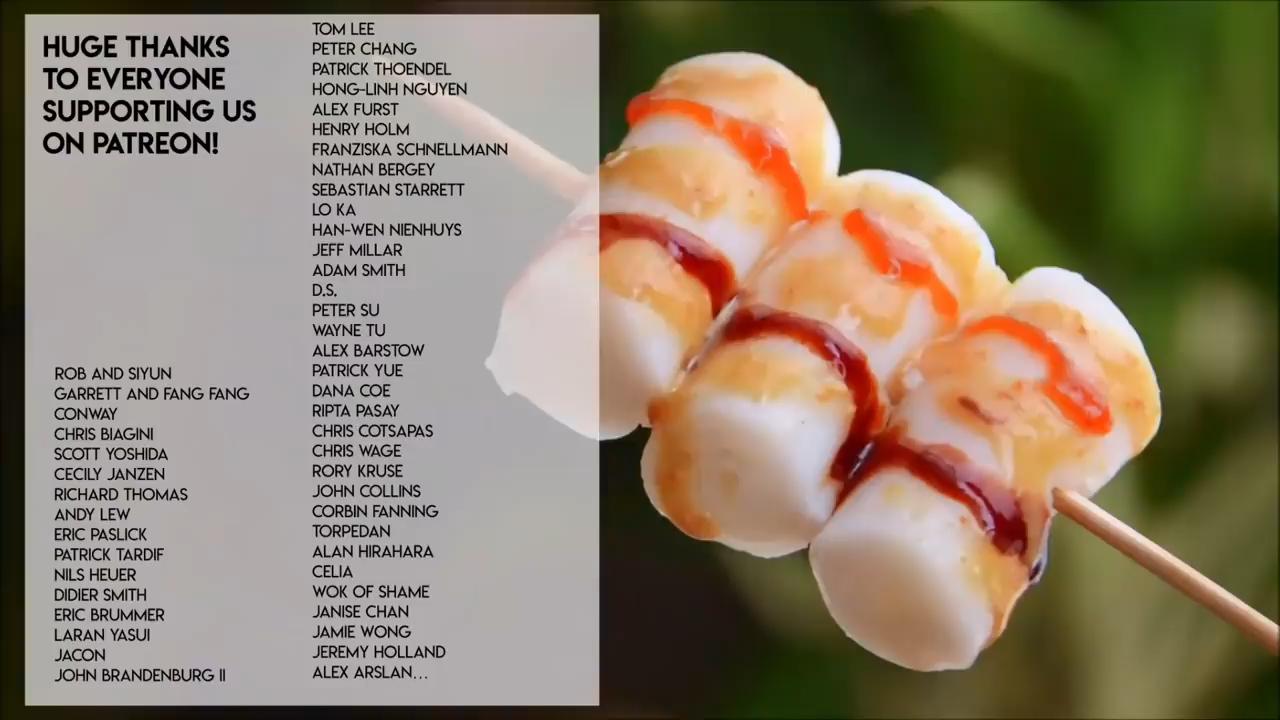 HUGE THANKS
TO EVERYONE
SUPPORTING US
ON PATREON!
ROB AND SIYUN
GARRETT AND FANG FANG
CONWAY
CHRIS BIAGINI
SCOTT YOSHIDA
CECILY JANZEN
RICHARD THOMAS
ANDY LEW
ERIC PASLICK
PATRICK TARDIF
NILS HEUER
DIDIER SMITH
ERIC BRUMMER
LARAN YASUI
JACON
JOHN BRANDENBURG II
TOM LEE
PETER CHANG
PATRICK THOENDEL
HONG-LINH NGUYEN
ALEX FURST
HENRY HOLM
FRANZISKA SCHNELLMANN
NATHAN BERGEY
SEBASTIAN STARRETT
LO KA
HAN-WEN NIENHUYS
JEFF MILLAR
ADAM SMITH
D.S.
PETER SU
WAYNE TU
ALEX BARSTOW
PATRICK YUE
DANA COE
RIPTA PASAY
CHRIS COTSAPAS
CHRIS WAGE
RORY KRUSE
JOHN COLLINS
CORBIN FANNING
TORPEDAN
ALAN HIRAHARA
CELIA
WOK OF SHAME
JANISE CHAN
JAMIE WONG
JEREMY HOLLAND
ALEX ARSLAN...